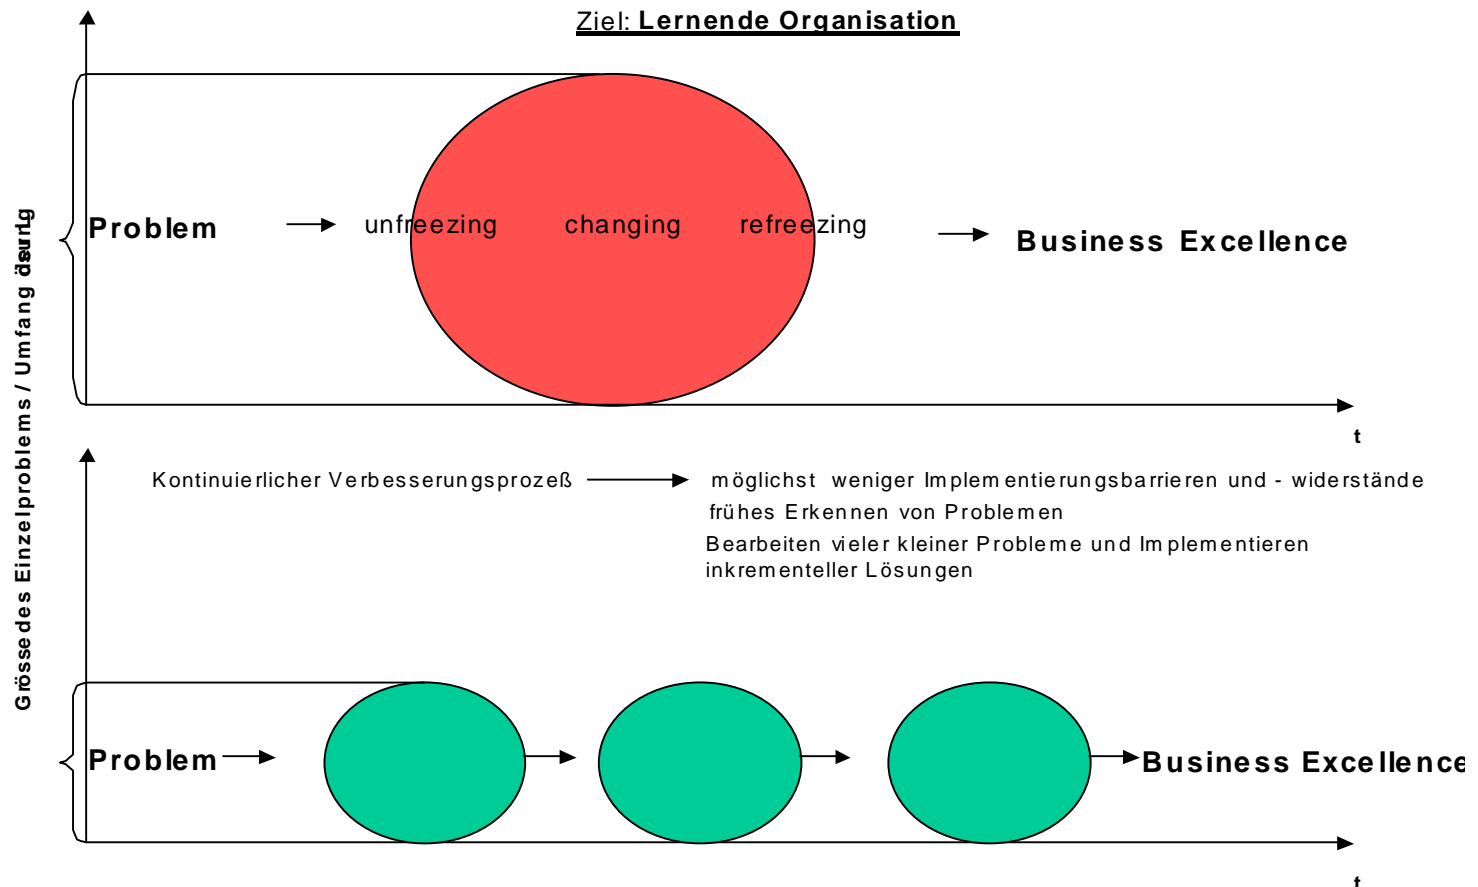 Ziel: Lernende Organisation
Problem
unfreezing changing refreezing
Business Excellence
t
Grösse des Einzelproblems / Umfang
Kontinuierlicher Verbesserungsprozeß
möglichst weniger Implementierungsbarrieren und - widerstände
frühes Erkennen von Problemen
Bearbeiten vieler kleiner Probleme und Implementieren
inkrementeller Lösungen
Problem
Business Excellence
t